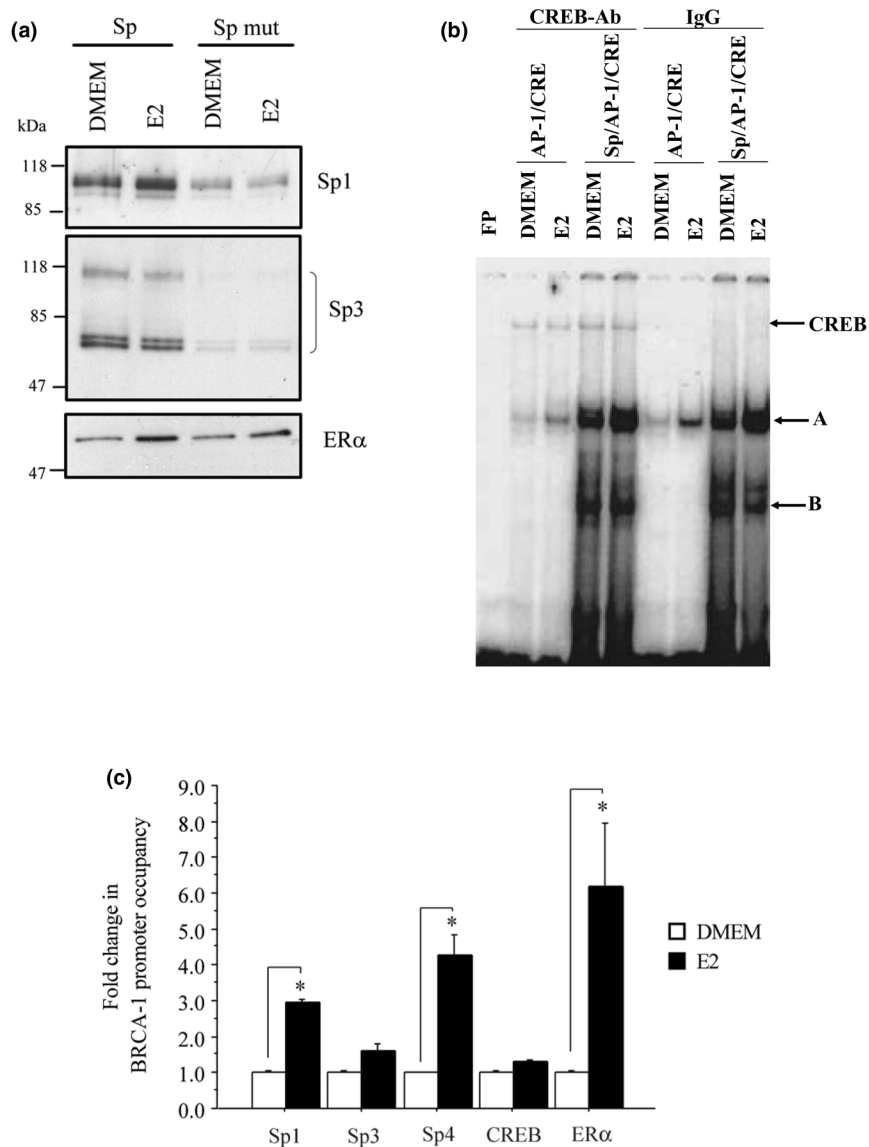 (a)
Sp
Sp mut
kDa
DMEM
E2
DMEM
E2
118
85
Sp1
118
85
47
Sp3
47
ERα
(b)
CREB-Ab
IgG
AP-1/CRE
Sp/AP-1/CRE
AP-1/CRE
Sp/AP-1/CRE
FP
DMEM
E2
DMEM
E2
DMEM
E2
DMEM
E2
CREB
A
B
(c)
Fold change in
BRCA-1 promoter occupancy
9.0
8.0
7.0
6.0
5.0
4.0
3.0
2.0
1.0
0.0
*
*
*
DMEM
E2
Sp1
Sp3
Sp4
CREB
ERα